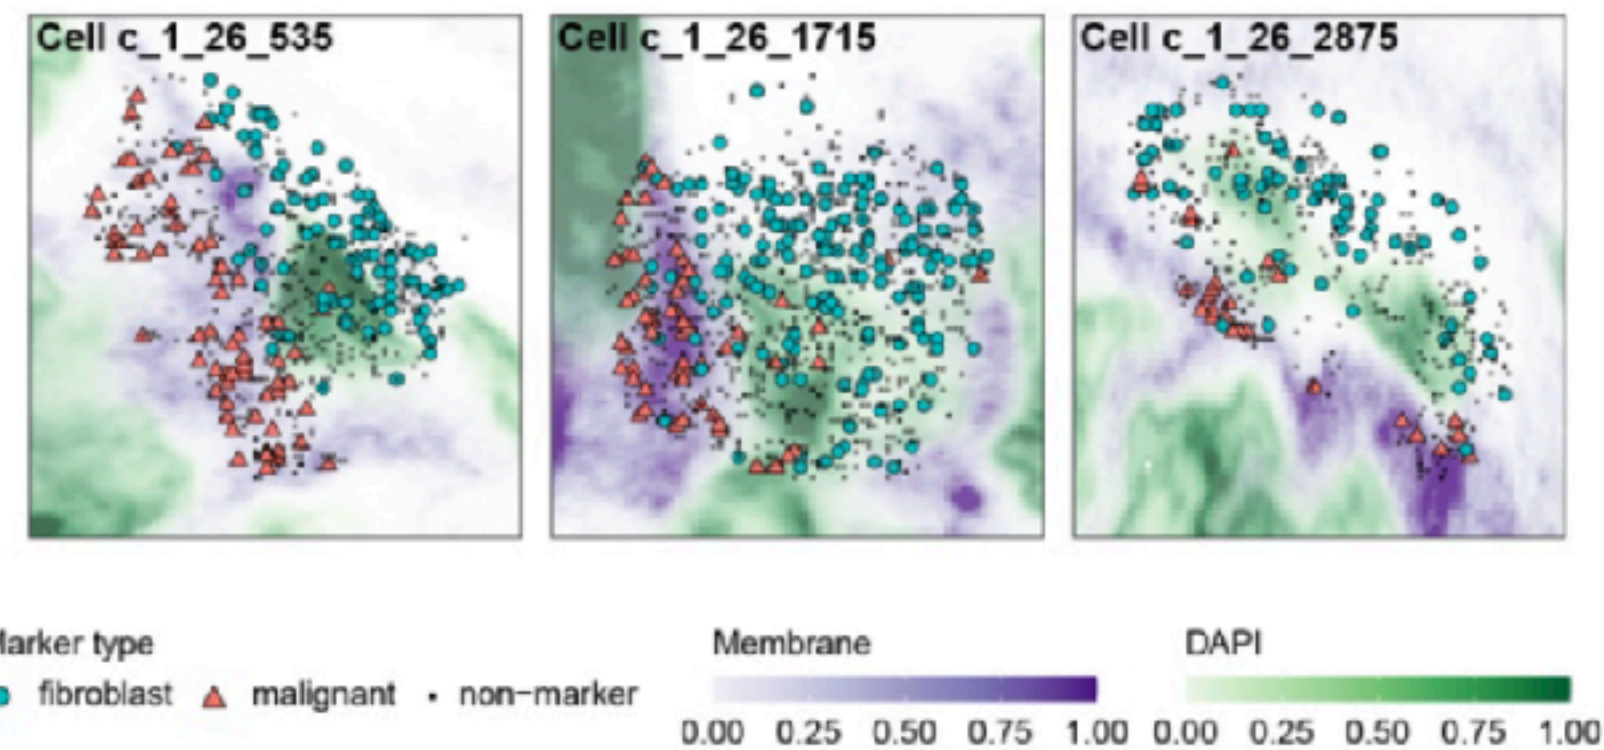 Cell c_1_26_535
Cell c_1_26_1715
Cell c_1_26_2875
Marker type
fibroblast
malignant
non-marker
Membrane
0.00 0.25 0.50 0.75 1.00
DAPI
0.00 0.25 0.50 0.75 1.00